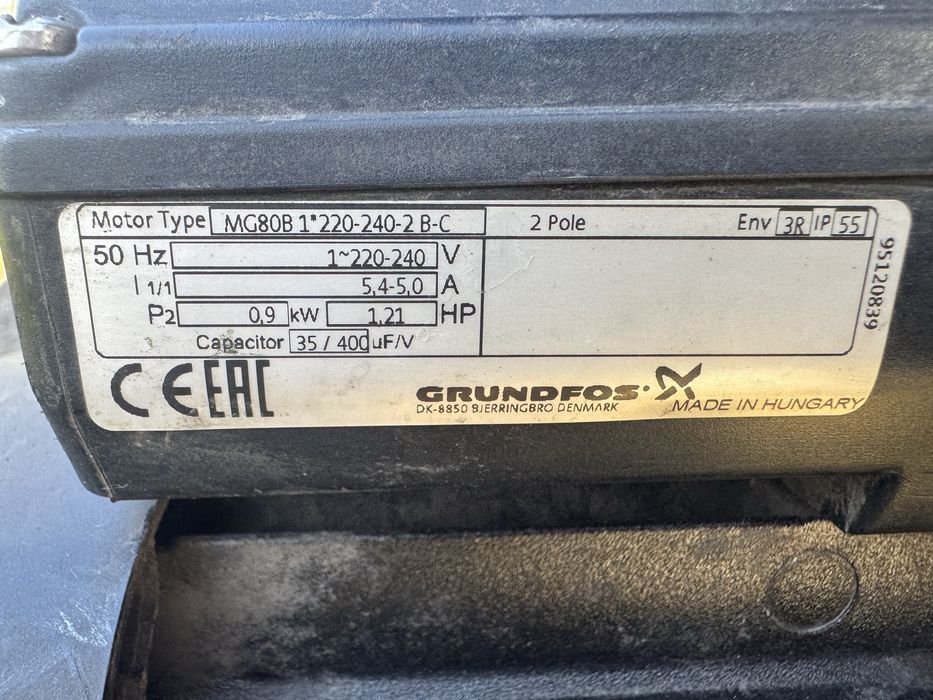 Motor Type MG80B 1*220-240-2 B-C 2 Pole Env 3R IP 55
50 Hz 1~220-240 V
I 1/1 5,4-5,0 A
P2 0,9 kW 1,21 HP
Capacitor 35 / 400 uF/V
95120839
CE EAC
GRUNDFOS
DK-8850 BJERRINGBRO DENMARK
MADE IN HUNGARY